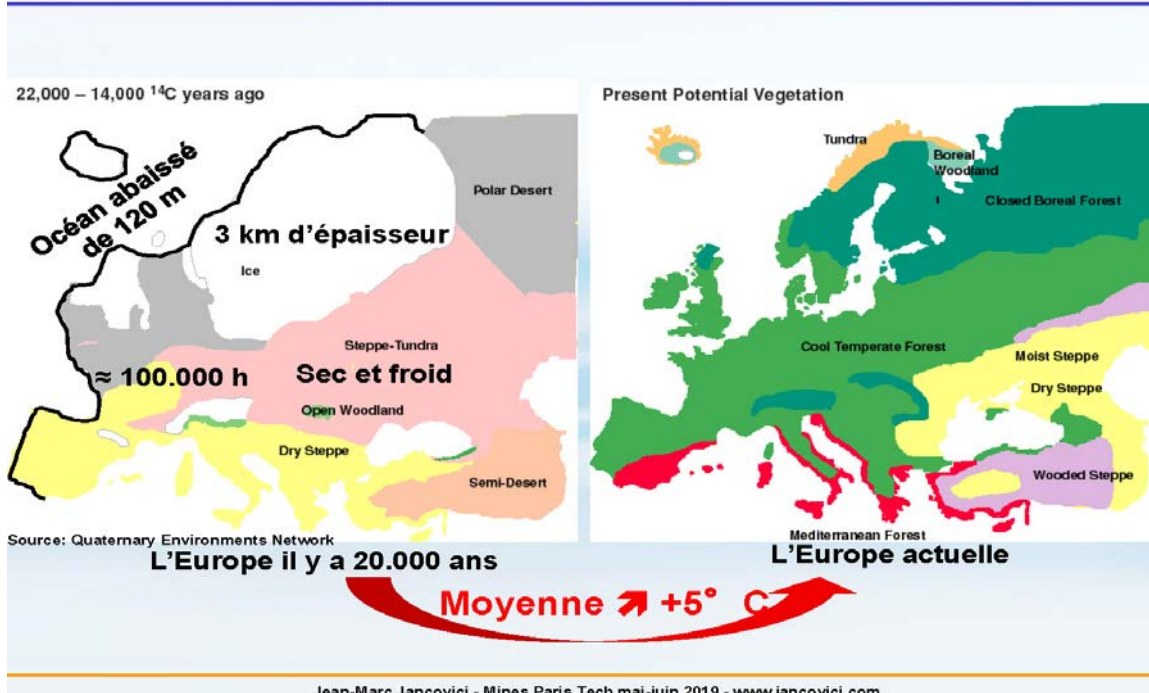 22,000 – 14,000 ¹⁴C years ago
Océan abaissé
de 120 m
3 km d'épaisseur
Ice
Polar Desert
Steppe-Tundra
≈ 100.000 h
Sec et froid
Open Woodland
Dry Steppe
Semi-Desert
Source: Quaternary Environments Network
L'Europe il y a 20.000 ans
Present Potential Vegetation
Tundra
Boreal
Woodland
Closed Boreal Forest
Cool Temperate Forest
Moist Steppe
Dry Steppe
Wooded Steppe
Mediterranean Forest
L'Europe actuelle
Moyenne ↗ +5° C
Jean-Marc Jancovici - Mines Paris Tech mai-juin 2019 - www.jancovici.com